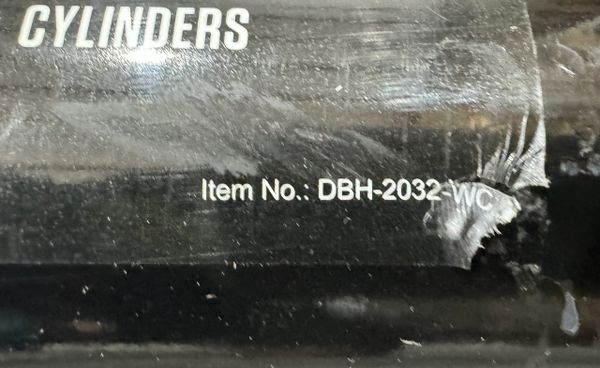 CYLINDERS
Item No.: DBH-2032-WC